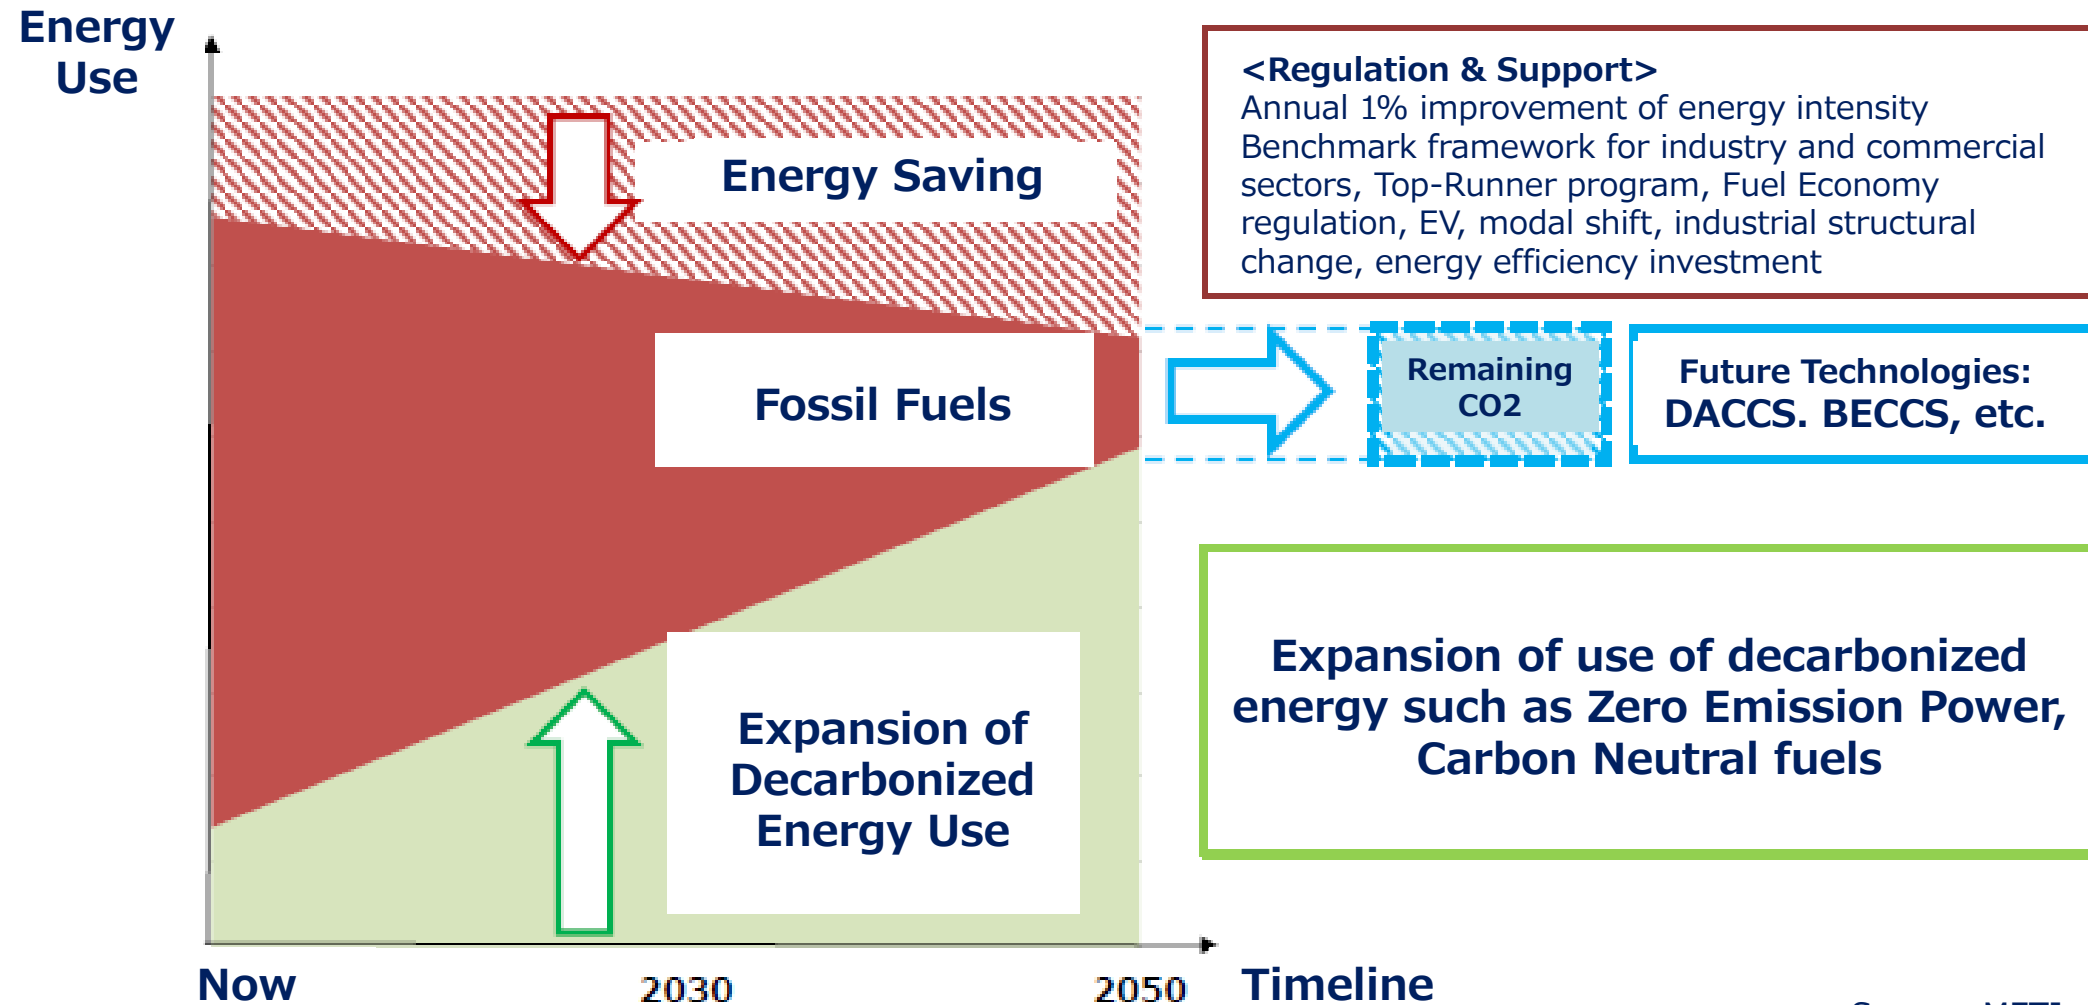 Energy
Use
<Regulation & Support>
Annual 1% improvement of energy intensity
Benchmark framework for industry and commercial
sectors, Top-Runner program, Fuel Economy
regulation, EV, modal shift, industrial structural
change, energy efficiency investment
Energy Saving
Fossil Fuels
Remaining
CO2
Future Technologies:
DACCS. BECCS, etc.
Expansion of
Decarbonized
Energy Use
Expansion of use of decarbonized
energy such as Zero Emission Power,
Carbon Neutral fuels
Now
2030
2050
Timeline